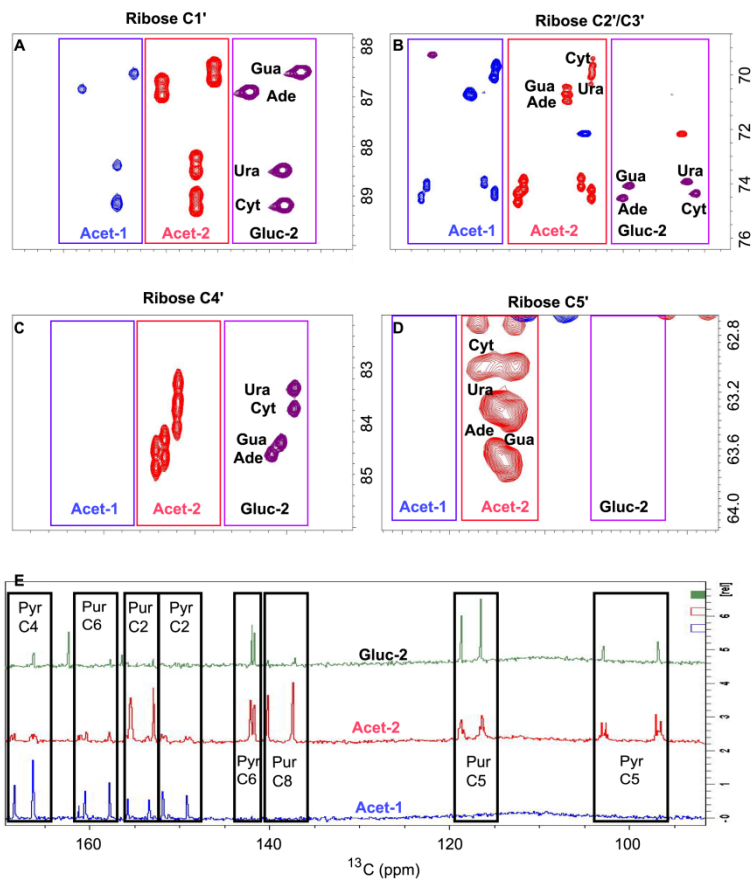 Ribose C1'
Ribose C2'/C3'
A
Gua
Ade
Ura
Cyt
Acet-1
Acet-2
Gluc-2
88
87
88
89
B
Cyt
Gua
Ade
Ura
Ura
Gua
Ade
Cyt
Acet-1
Acet-2
Gluc-2
70
72
74
76
Ribose C4'
Ribose C5'
C
Ura
Cyt
Gua
Ade
Acet-1
Acet-2
Gluc-2
83
84
85
D
Cyt
Ura
Ade
Gua
Acet-1
Acet-2
Gluc-2
62.8
63.2
63.6
64.0
E
Pyr C4
Pur C6
Pur C2
Pyr C2
Gluc-2
Acet-2
Pyr C6
Pur C8
Pur C5
Pyr C5
Acet-1
[rel]
6
5
4
3
2
1
-0
160
140
120
100
13C (ppm)